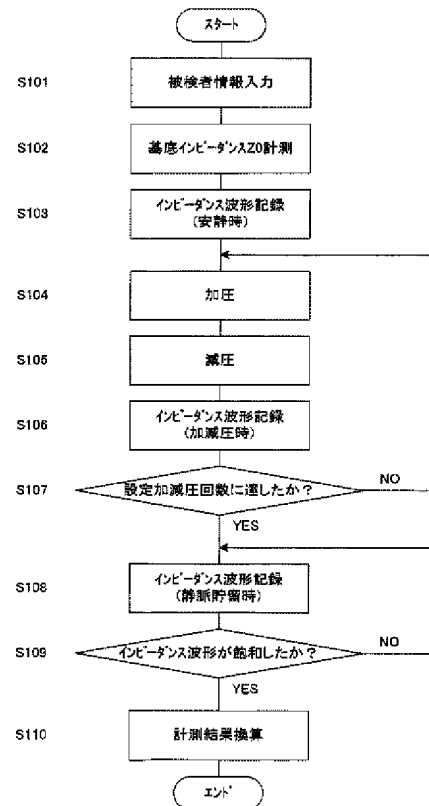 スタート
S101
被検者情報入力
S102
基底インピーダンスZ0計測
S103
インピーダンス波形記録
(安静時)
S104
加圧
S105
減圧
S106
インピーダンス波形記録
(加減圧時)
S107
設定加減圧回数に達したか？
NO
YES
S108
インピーダンス波形記録
(静脈貯留時)
S109
インピーダンス波形が飽和したか？
NO
YES
S110
計測結果換算
エンド